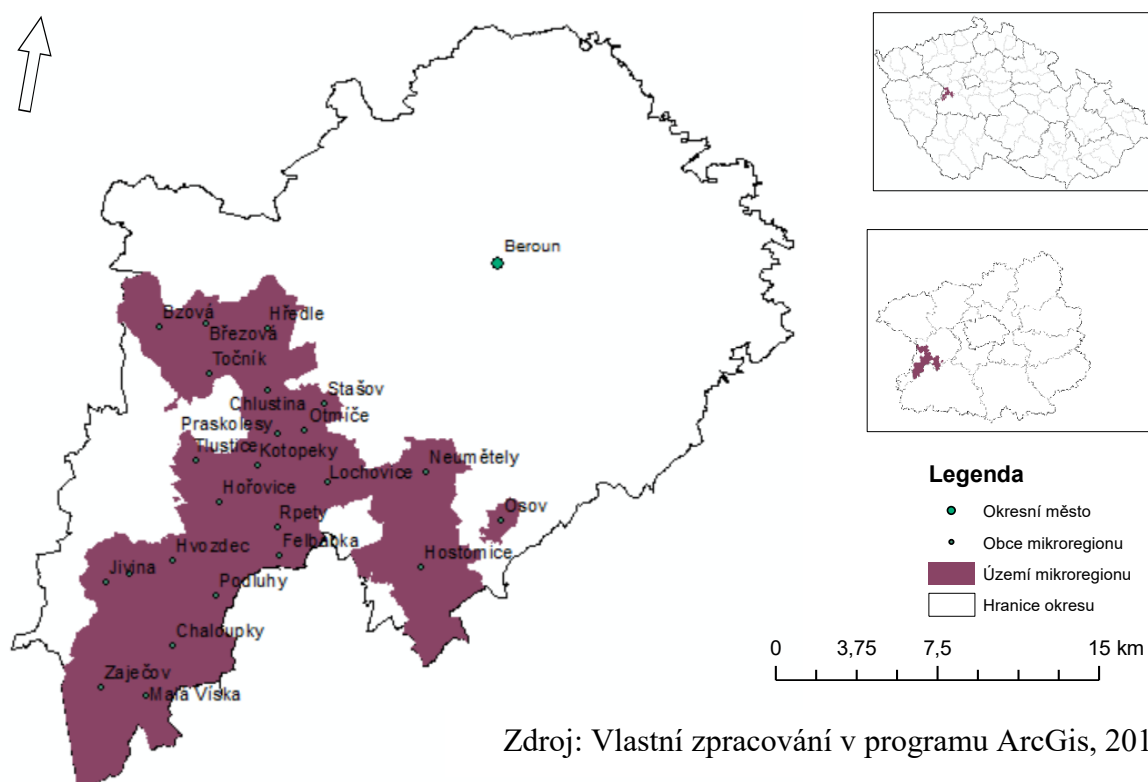 Beroun
Bzová
Hředle
Březová
Točník
Stašov
Chlustina
Otmíče
Praskolesy
Tlustice
Kotopeky
Neumětely
Lochovice
Hořovice
Osov
Rpety
Felbabka
Hvozdec
Hostomice
Jivina
Podluhy
Chaloupky
Zaječov
Malá Víska
Legenda
Okresní město
Obce mikroregionu
Území mikroregionu
Hranice okresu
0 3,75 7,5 15 km
Zdroj: Vlastní zpracování v programu ArcGis, 201